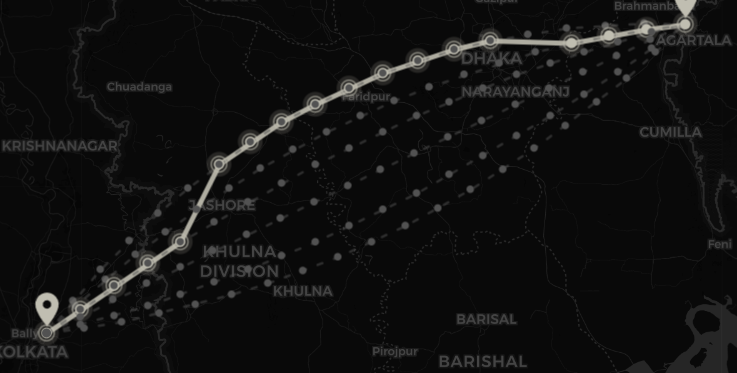 Brahmanba
AGARTALA
DHAKA
Chuadanga
Faridpur
NARAYANGANJ
KRISHNANAGAR
CUMILLA
JASHORE
Feni
KHULNA
DIVISION
KHULNA
BARISAL
Bally
KOLKATA
Pirojpur
BARISHAL